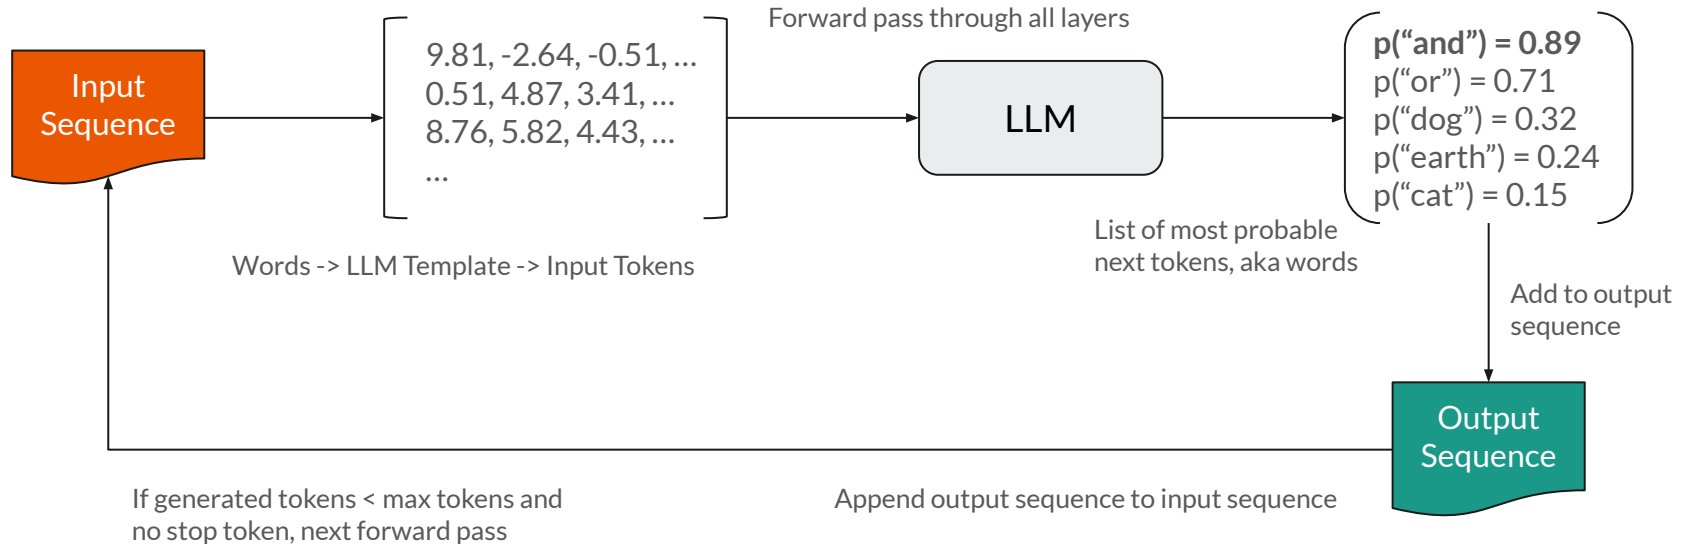 Input
Sequence
9.81, -2.64, -0.51, ...
0.51, 4.87, 3.41, ...
8.76, 5.82, 4.43, ...
...
Words -> LLM Template -> Input Tokens
Forward pass through all layers
LLM
p(“and”) = 0.89
p(“or”) = 0.71
p(“dog”) = 0.32
p(“earth”) = 0.24
p(“cat”) = 0.15
List of most probable
next tokens, aka words
Add to output
sequence
Output
Sequence
Append output sequence to input sequence
If generated tokens < max tokens and
no stop token, next forward pass